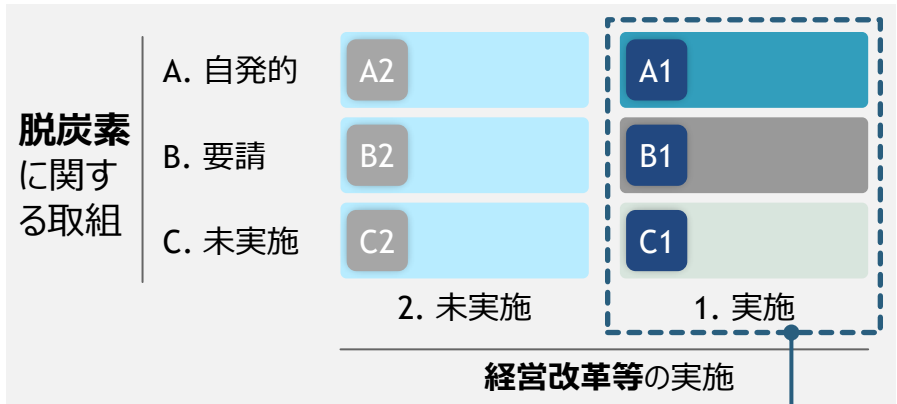 脱炭素
に関す
る取組
A. 自発的
A2
A1
B. 要請
B2
B1
C. 未実施
C2
C1
2. 未実施
1. 実施
経営改革等の実施